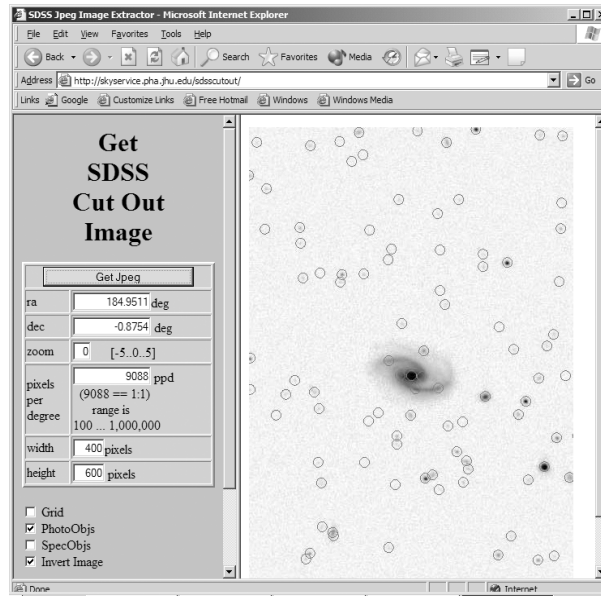 SDSS Jpeg Image Extractor - Microsoft Internet Explorer
File Edit View Favorites Tools Help
Back Search Favorites Media
Address http://skyservice.pha.jhu.edu/sdsscutout/ Go
Links Google Customize Links Free Hotmail Windows Windows Media
Get
SDSS
Cut Out
Image
Get Jpeg
ra 184.9511 deg
dec -0.8754 deg
zoom 0 [-5..0..5]
pixels per degree 9088 ppd
(9088 == 1:1)
range is
100 ... 1,000,000
width 400 pixels
height 600 pixels
Grid
PhotoObjs
SpecObjs
Invert Image
Done Internet